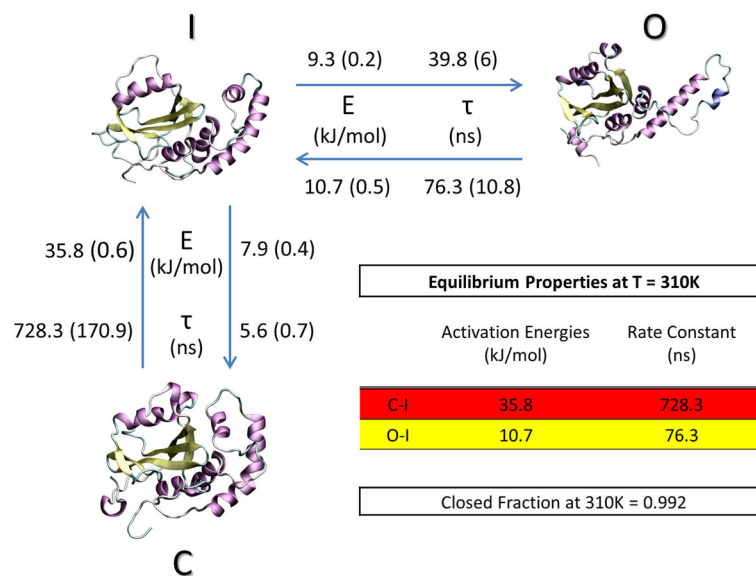 I
O
9.3 (0.2) 39.8 (6)
E τ
(kJ/mol) (ns)
10.7 (0.5) 76.3 (10.8)
35.8 (0.6) E 7.9 (0.4)
(kJ/mol)
728.3 (170.9) τ 5.6 (0.7)
(ns)
C
Equilibrium Properties at T = 310K
Activation Energies Rate Constant
(kJ/mol) (ns)
C-I 35.8 728.3
O-I 10.7 76.3
Closed Fraction at 310K = 0.992